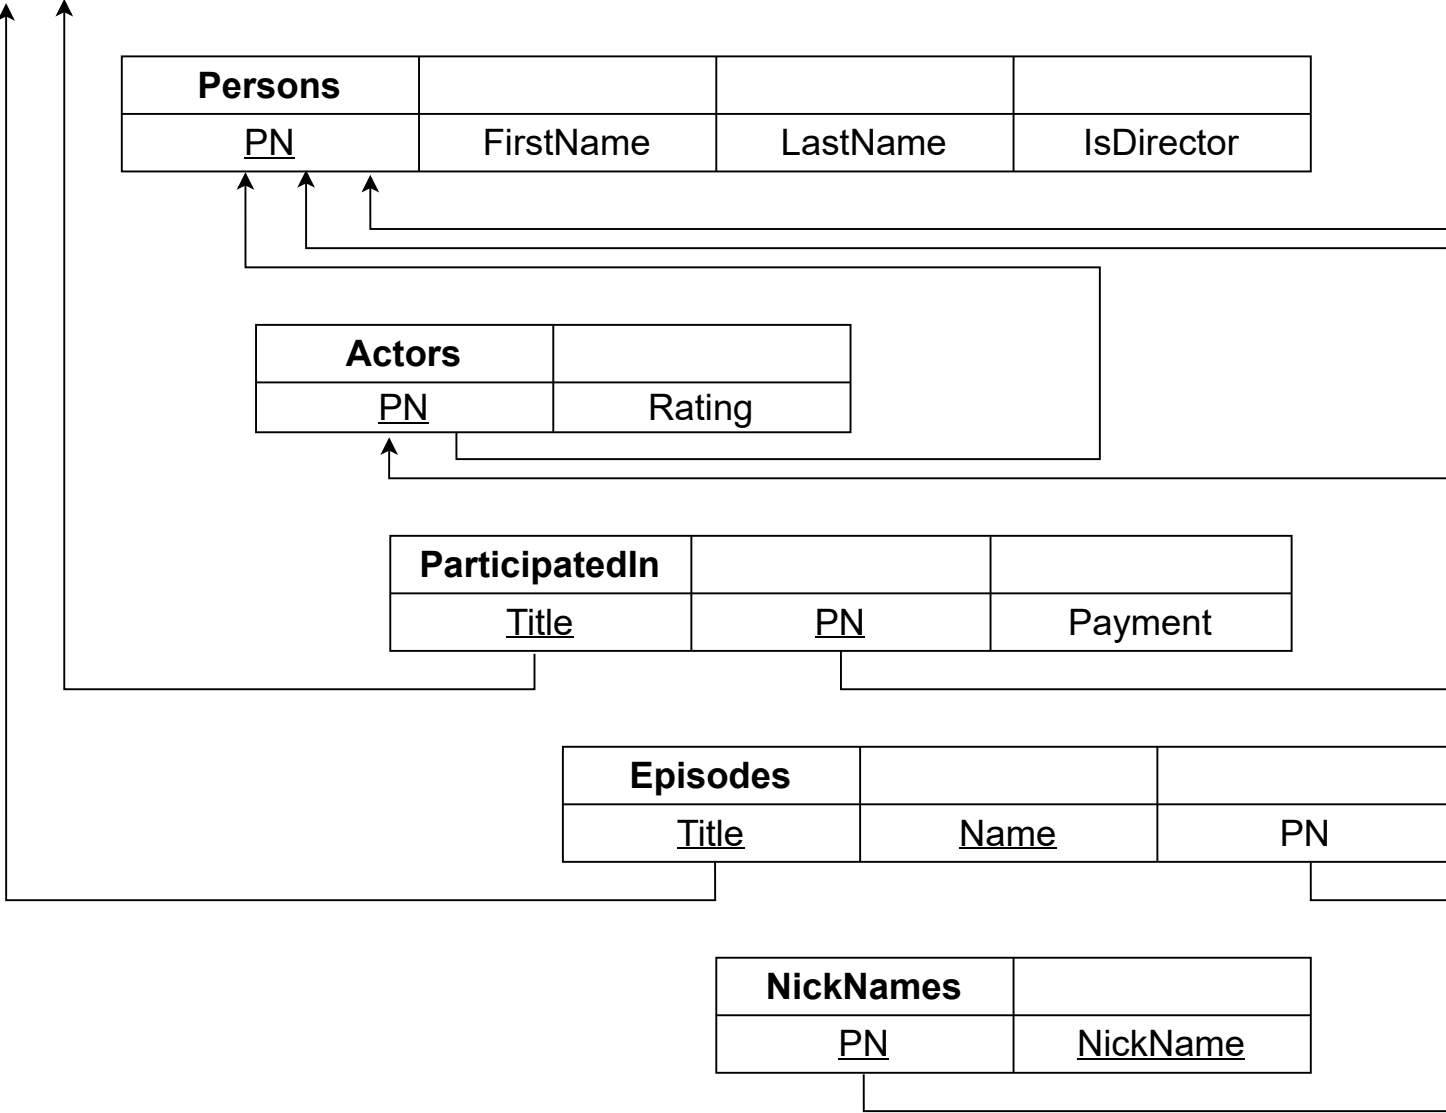 Persons
PN FirstName LastName IsDirector
Actors
PN Rating
ParticipatedIn
Title PN Payment
Episodes
Title Name PN
NickNames
PN NickName